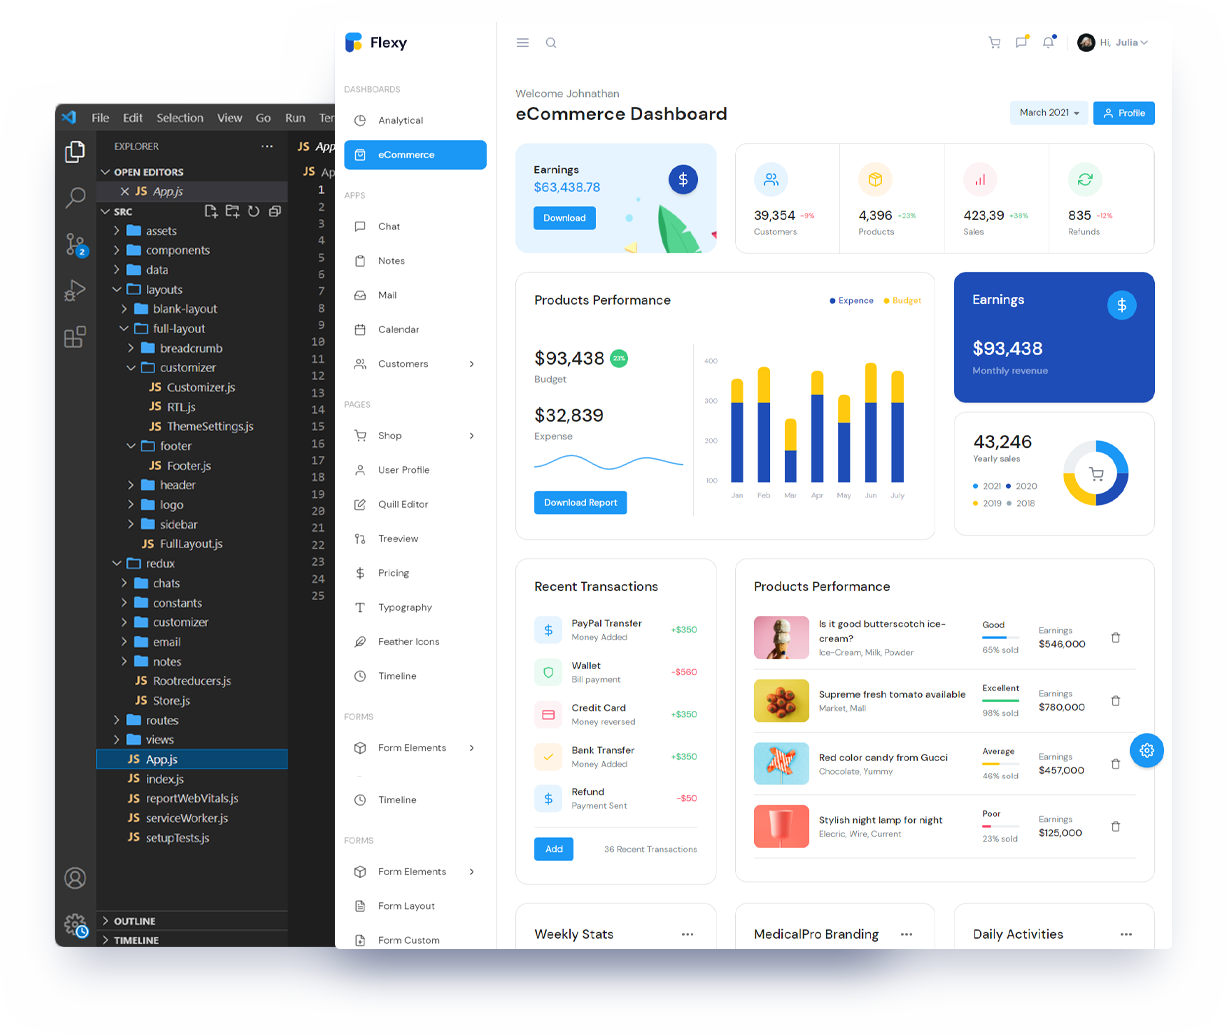 File Edit Selection View Go Run Ter
EXPLORER
OPEN EDITORS
JS App.js
SRC
assets
components
data
layouts
blank-layout
full-layout
breadcrumb
customizer
JS Customizer.js
JS RTL.js
JS ThemeSettings.js
footer
JS Footer.js
header
logo
sidebar
JS FullLayout.js
redux
chats
constants
customizer
email
notes
JS Rootreducers.js
JS Store.js
routes
views
JS App.js
JS index.js
JS reportWebVitals.js
JS serviceWorker.js
JS setupTests.js
OUTLINE
TIMELINE
2
JS App
JS Ap
1
2
3
4
5
6
7
8
9
10
11
12
13
14
15
16
17
18
19
20
21
22
23
24
25
Flexy
DASHBOARDS
Analytical
eCommerce
APPS
Chat
Notes
Mail
Calendar
Customers
PAGES
Shop
User Profile
Quill Editor
Treeview
Pricing
Typography
Feather Icons
Timeline
FORMS
Form Elements
Timeline
FORMS
Form Elements
Form Layout
Form Custom
Hi, Julia
Welcome Johnathan
eCommerce Dashboard
March 2021
Profile
Earnings
$63,438.78
Download
$
39,354 -9%
Customers
4,396 +23%
Products
423,39 +38%
Sales
835 -12%
Refunds
Products Performance
Expence Budget
$93,438 23%
Budget
$32,839
Expense
Download Report
400
300
200
100
Jan Feb Mar Apr May Jun July
Earnings
$
$93,438
Monthly revenue
43,246
Yearly sales
2021 2020
2019 2018
Recent Transactions
$ PayPal Transfer +$350
Money Added
Wallet -$560
Bill payment
Credit Card +$350
Money reversed
Bank Transfer +$350
Money Added
$ Refund -$50
Payment Sent
Add 36 Recent Transactions
Products Performance
Is it good butterscotch ice-
cream?
Ice-Cream, Milk, Powder
Good
65% sold
Earnings
$546,000
Supreme fresh tomato available
Market, Mall
Excellent
98% sold
Earnings
$780,000
Red color candy from Gucci
Chocolate, Yummy
Average
46% sold
Earnings
$457,000
Stylish night lamp for night
Elecric, Wire, Current
Poor
23% sold
Earnings
$125,000
Weekly Stats
MedicalPro Branding
Daily Activities